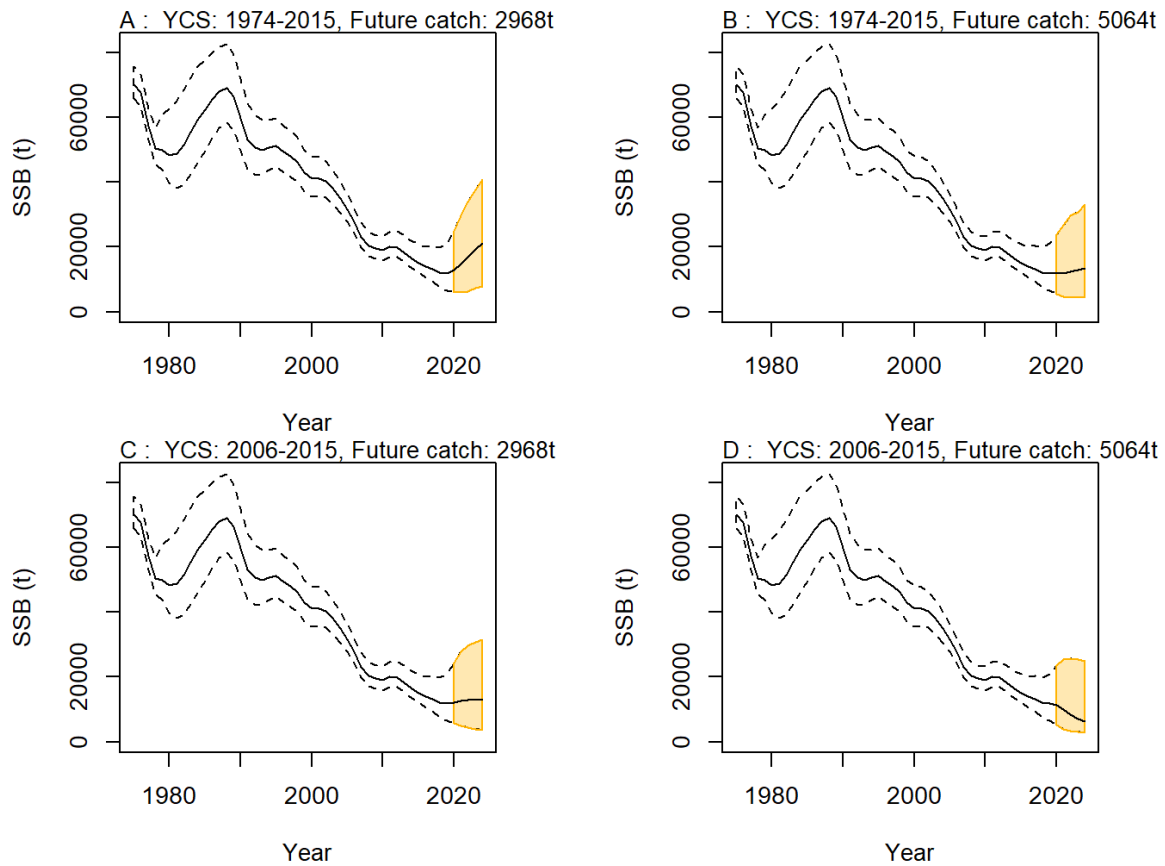 A :  YCS: 1974-2015, Future catch: 2968t
SSB (t)
0
20000
60000
1980
2000
2020
Year
B :  YCS: 1974-2015, Future catch: 5064t
SSB (t)
0
20000
60000
1980
2000
2020
Year
C :  YCS: 2006-2015, Future catch: 2968t
SSB (t)
0
20000
60000
1980
2000
2020
Year
D :  YCS: 2006-2015, Future catch: 5064t
SSB (t)
0
20000
60000
1980
2000
2020
Year